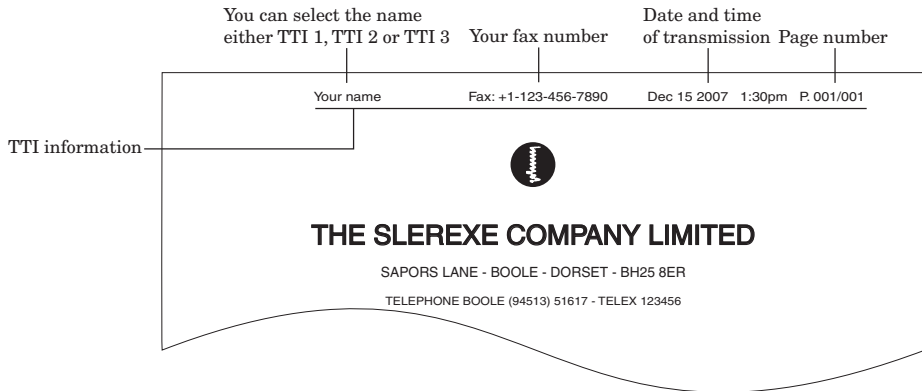 You can select the name
either TTI 1, TTI 2 or TTI 3
Your fax number
Date and time
of transmission
Page number
Your name Fax: +1-123-456-7890 Dec 15 2007 1:30pm P. 001/001
TTI information
THE SLEREXE COMPANY LIMITED
SAPORS LANE - BOOLE - DORSET - BH25 8ER
TELEPHONE BOOLE (94513) 51617 - TELEX 123456